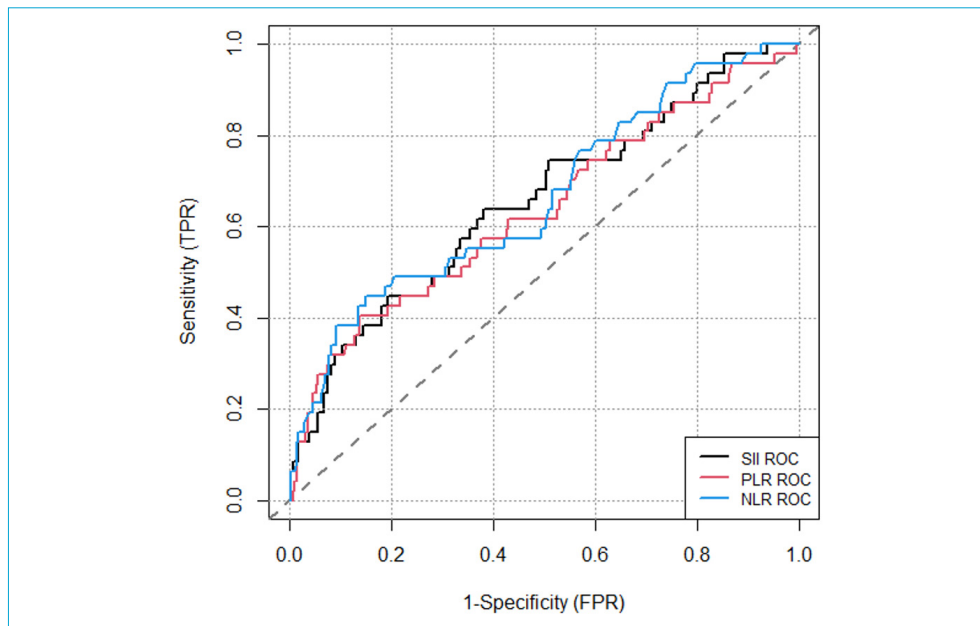 1.0
0.8
0.6
0.4
0.2
0.0
Sensitivity (TPR)
SII ROC
PLR ROC
NLR ROC
0.0 0.2 0.4 0.6 0.8 1.0
1-Specificity (FPR)